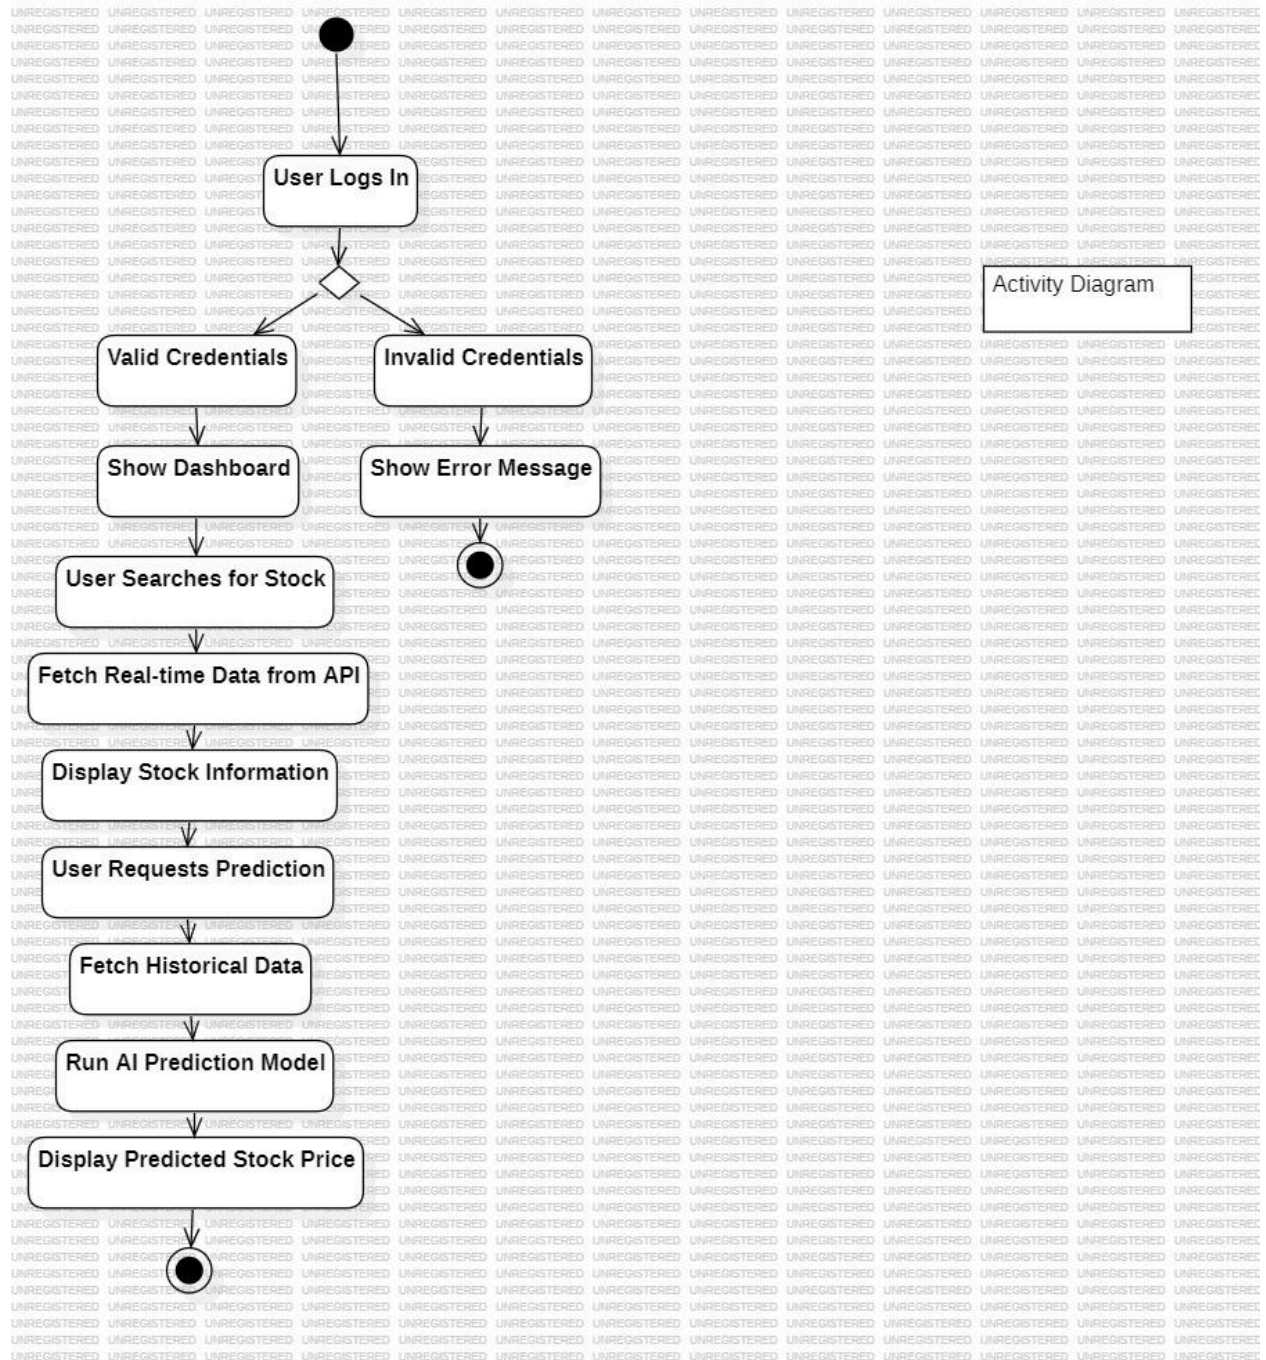 User Logs In
Activity Diagram
Valid Credentials
Invalid Credentials
Show Dashboard
Show Error Message
User Searches for Stock
Fetch Real-time Data from API
Display Stock Information
User Requests Prediction
Fetch Historical Data
Run AI Prediction Model
Display Predicted Stock Price
UNREGISTERED